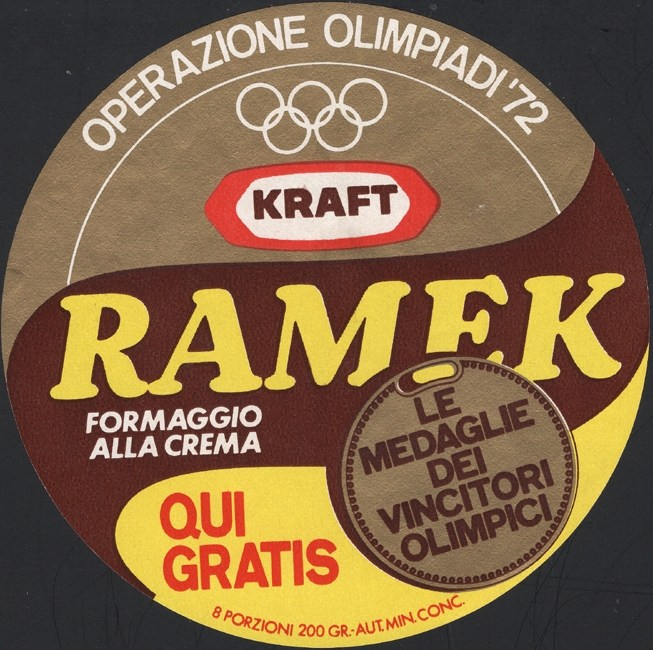 OPERAZIONE OLIMPIADI '72
KRAFT
RAMEK
FORMAGGIO
ALLA CREMA
LE
MEDAGLIE
DEI
VINCITORI
OLIMPICI
QUI
GRATIS
8 PORZIONI 200 GR.-AUT.MIN.CONC.